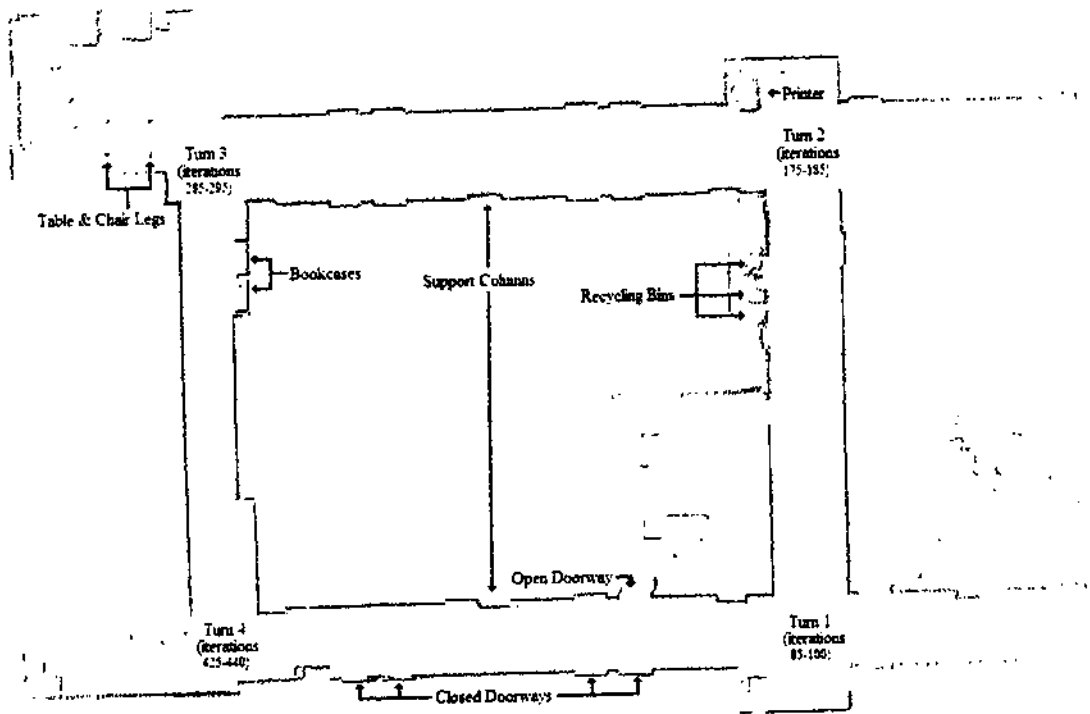 Printer
Turn 3
(iterations
285-295)
Turn 2
(iterations
175-185)
Table & Chair Legs
Bookcases
Support Columns
Recycling Bins
Open Doorway
Turn 4
(iterations
425-440)
Turn 1
(iterations
85-100)
Closed Doorways